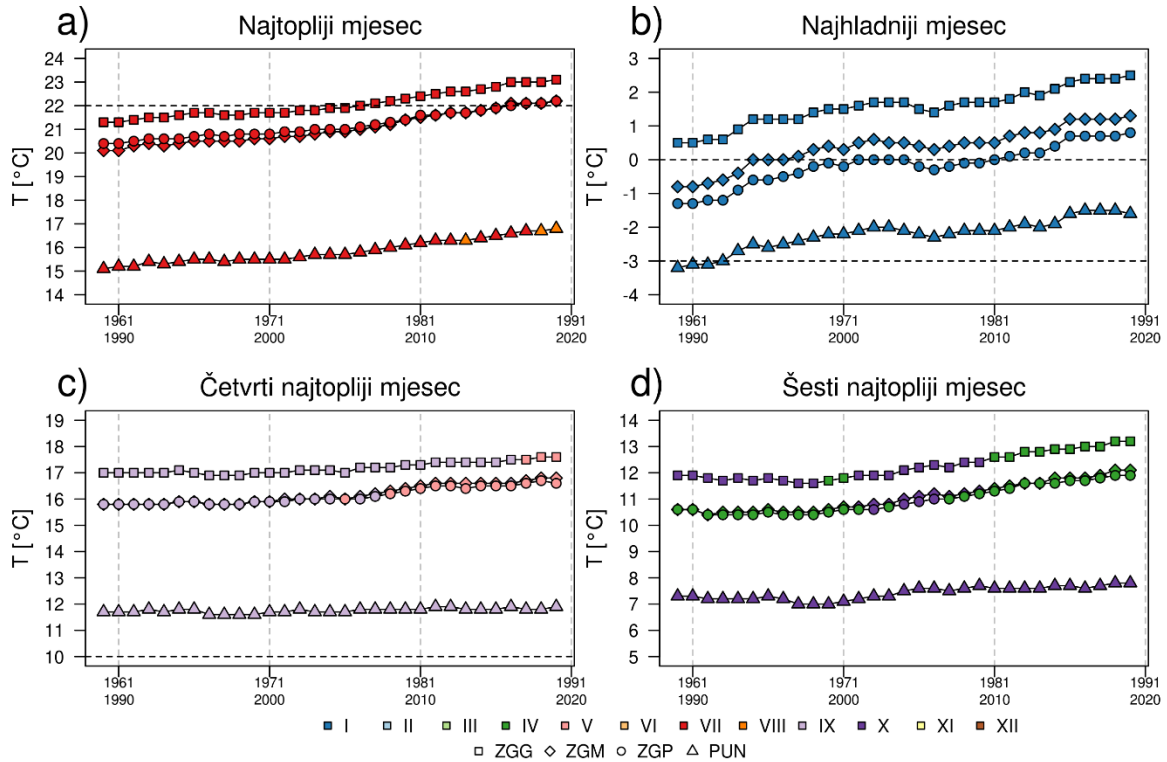 a) Najtopliji mjesec
T [°C]
24
23
22
21
20
19
18
17
16
15
14
1961 1971 1981 1991
1990 2000 2010 2020
b) Najhladniji mjesec
T [°C]
3
2
1
0
-1
-2
-3
-4
1961 1971 1981 1991
1990 2000 2010 2020
c) Četvrti najtopliji mjesec
T [°C]
19
18
17
16
15
14
13
12
11
10
1961 1971 1981 1991
1990 2000 2010 2020
d) Šesti najtopliji mjesec
T [°C]
14
13
12
11
10
9
8
7
6
5
1961 1971 1981 1991
1990 2000 2010 2020
I II III IV V VI VII VIII IX X XI XII
ZGG ZGM ZGP PUN